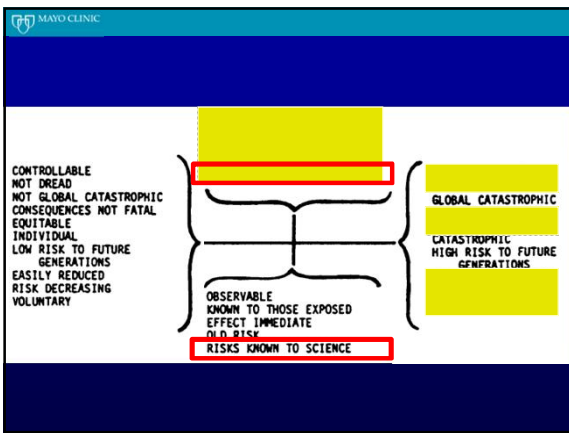 MAYO CLINIC
CONTROLLABLE
NOT DREAD
NOT GLOBAL CATASTROPHIC
CONSEQUENCES NOT FATAL
EQUITABLE
INDIVIDUAL
LOW RISK TO FUTURE
GENERATIONS
EASILY REDUCED
RISK DECREASING
VOLUNTARY
OBSERVABLE
KNOWN TO THOSE EXPOSED
EFFECT IMMEDIATE
OLD RISK
RISKS KNOWN TO SCIENCE
GLOBAL CATASTROPHIC
CATASTROPHIC
HIGH RISK TO FUTURE
GENERATIONS